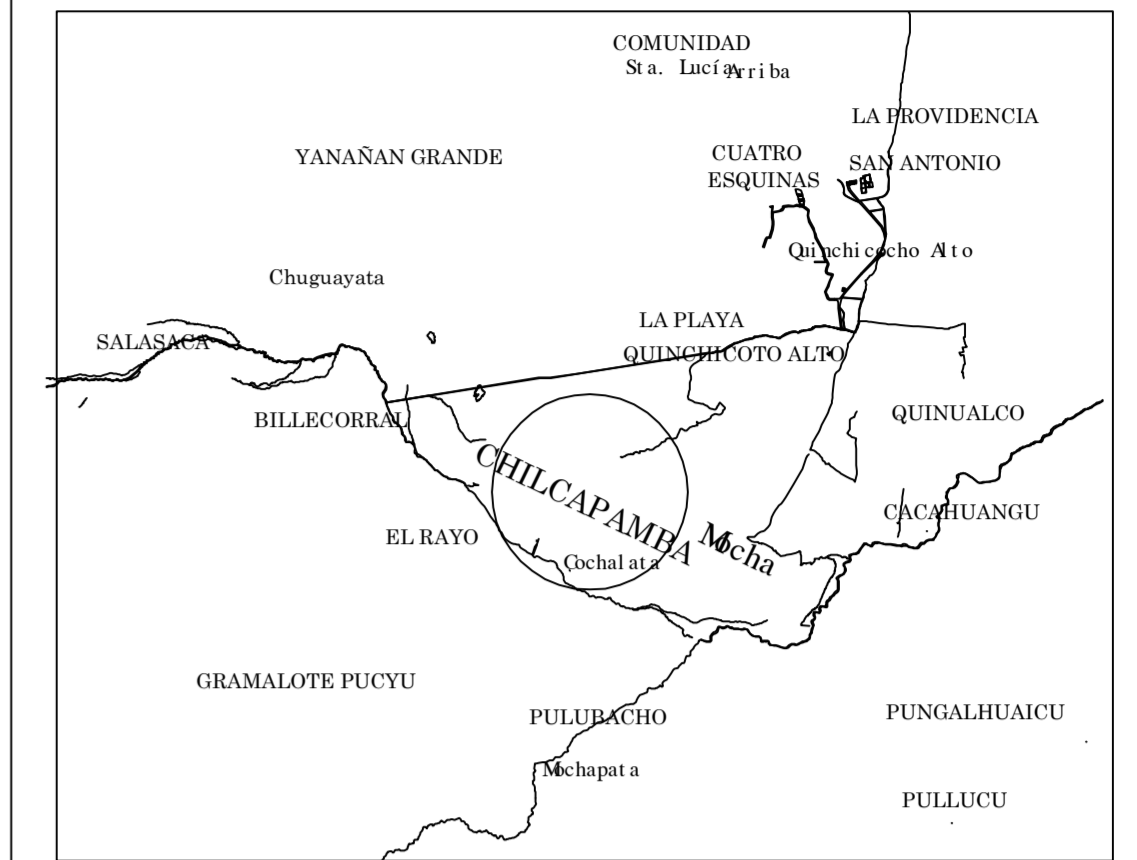 COMUNIDAD
Sta. Lucía Arriba
LA PROVIDENCIA
YANAÑAN GRANDE
CUATRO
ESQUINAS
SAN ANTONIO
Quinchicocho Alto
Chuguayata
LA PLAYA
SALASACA
QUINCHICOTO ALTO
BILLECORRAL
QUINUALCO
CHILCAPAMBA
CACAHUANGU
EL RAYO
Mocha
Cochalata
GRAMALOTE PUCYU
PULUBACHO
PUNGALHUAICU
Mochapata
PULLUCU